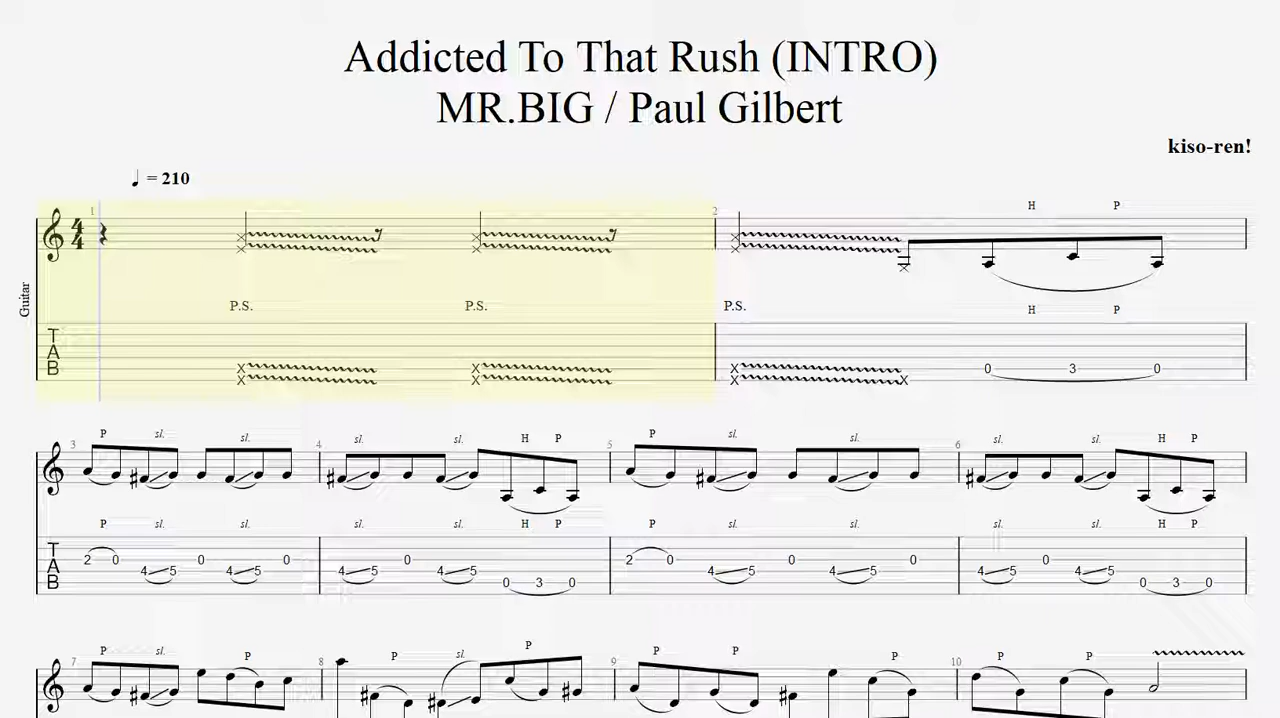 Addicted To That Rush (INTRO)
MR.BIG / Paul Gilbert
kiso-ren!
= 210
1
2
H P
Guitar
4
4
P.S. P.S. P.S. H P
T
A
B
X X X 0 3 0
X X X X
3 P sl. sl. 4 sl. sl. H P 5 P sl. sl. 6 sl. sl. H P
P sl. sl. sl. sl. H P P sl. sl. sl. sl. H P
T
A
B
2 0 0 0 0 2 0 0 0 0
4 5 4 5 4 5 4 5 4 5 4 5 4 5 4 5
0 3 0 0 3 0
7 P sl. P 8 P sl. P 9 P P P 10 P P